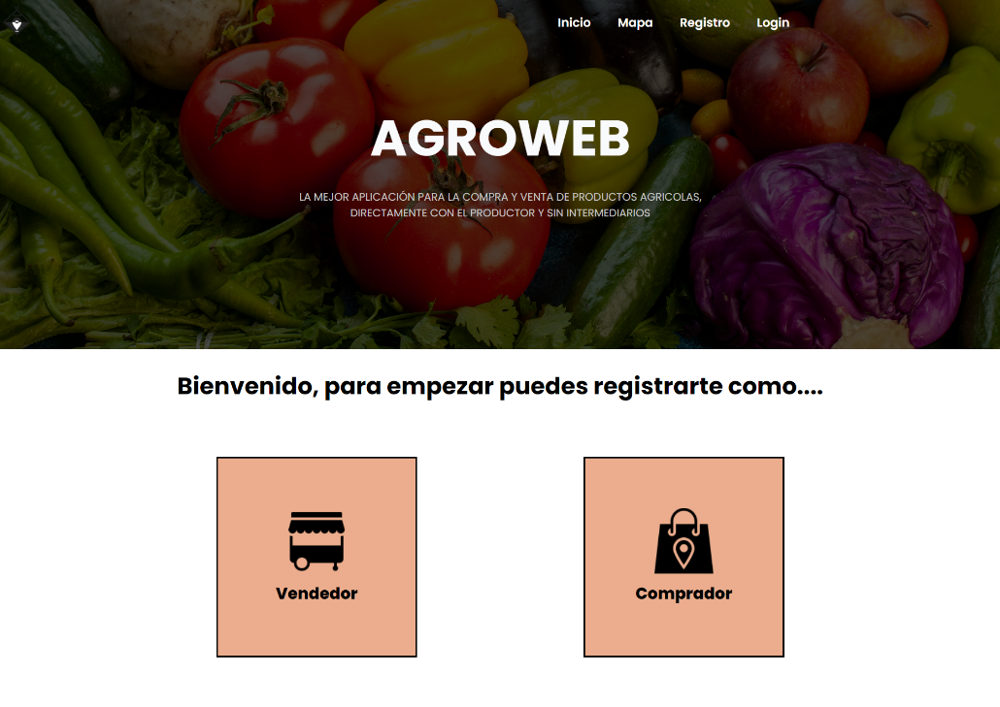 Inicio Mapa Registro Login
AGROWEB
LA MEJOR APLICACIÓN PARA LA COMPRA Y VENTA DE PRODUCTOS AGRICOLAS,
DIRECTAMENTE CON EL PRODUCTOR Y SIN INTERMEDIARIOS
Bienvenido, para empezar puedes registrarte como....
Vendedor
Comprador